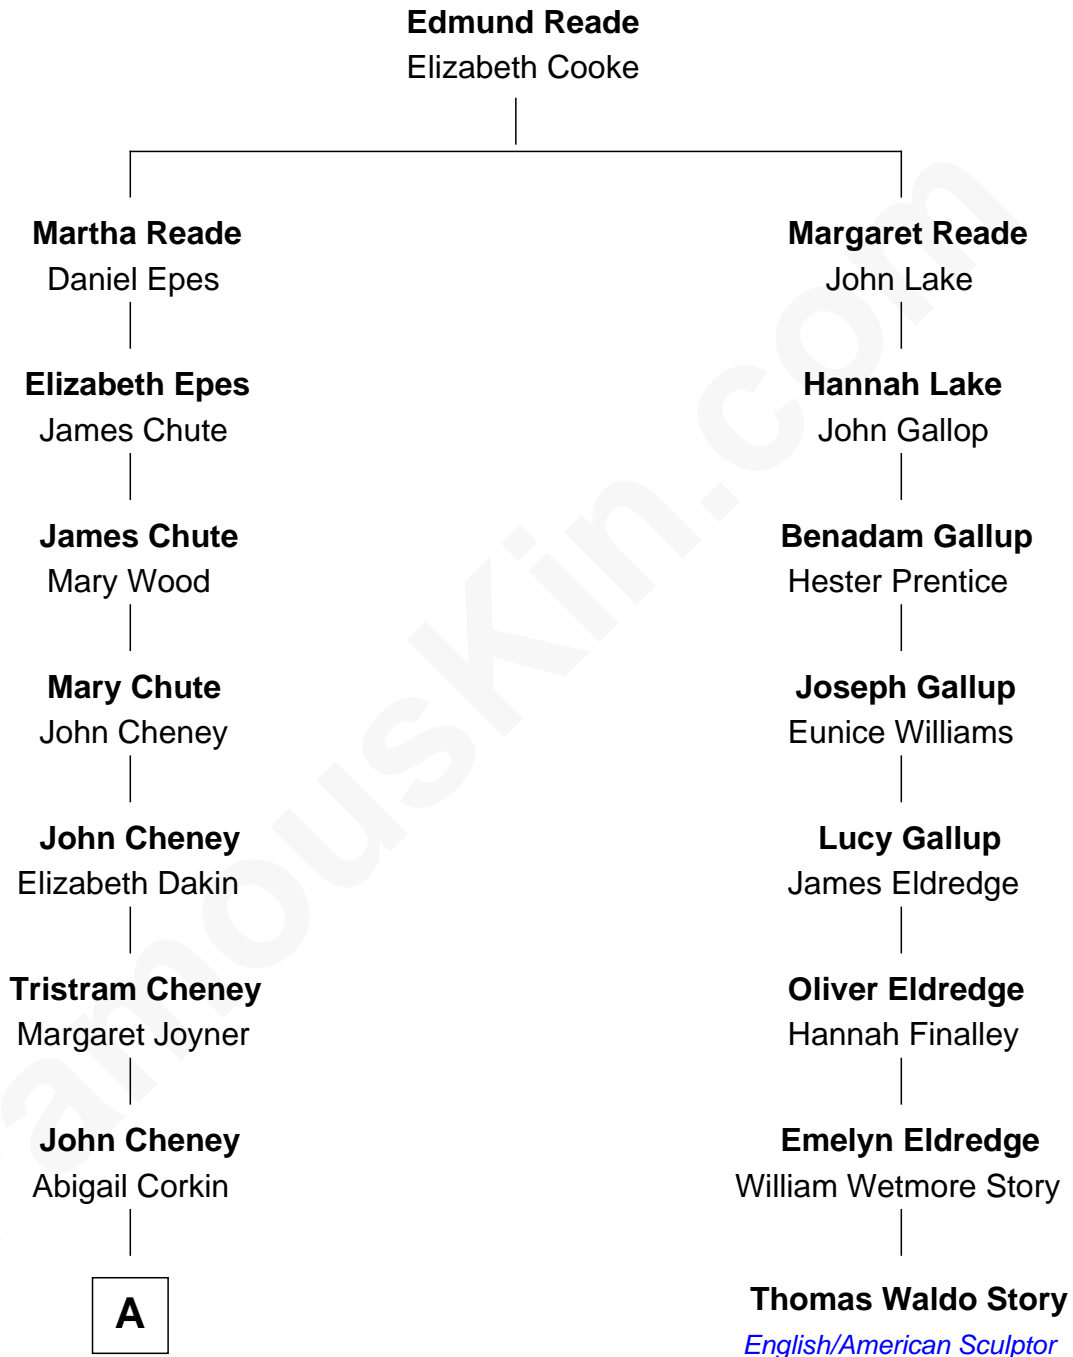 Edmund Reade
Elizabeth Cooke
Martha Reade
Daniel Epes
Margaret Reade
John Lake
Elizabeth Epes
James Chute
Hannah Lake
John Gallop
James Chute
Mary Wood
Benadam Gallup
Hester Prentice
Mary Chute
John Cheney
Joseph Gallup
Eunice Williams
John Cheney
Elizabeth Dakin
Lucy Gallup
James Eldredge
Tristram Cheney
Margaret Joyner
Oliver Eldredge
Hannah Finalley
John Cheney
Abigail Corkin
Emelyn Eldredge
William Wetmore Story
A
Thomas Waldo Story
English/American Sculptor
amouskin.com